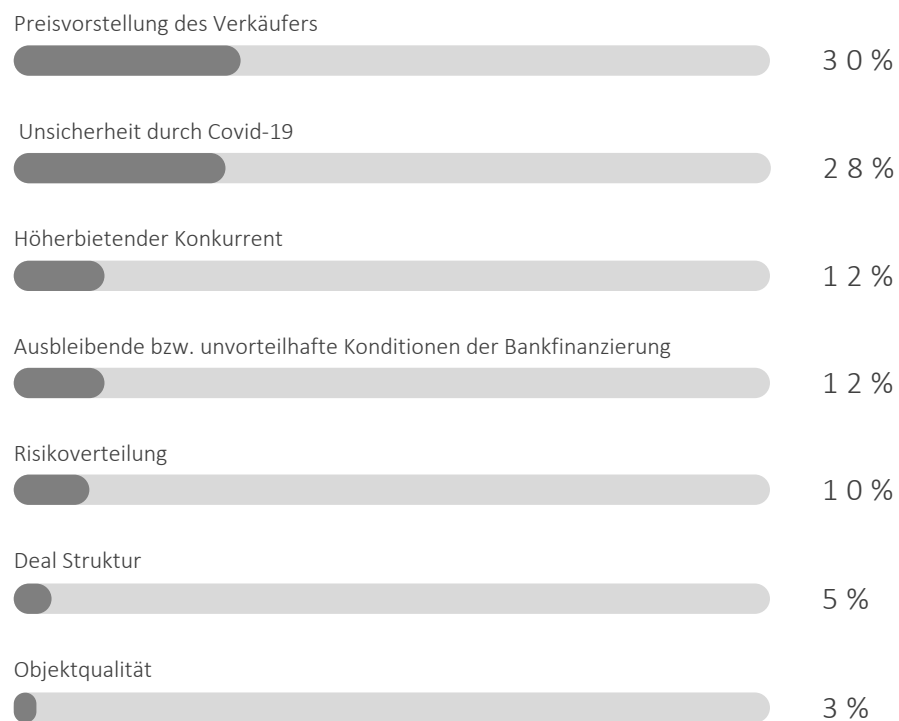 Preisvorstellung des Verkäufers
30%
Unsicherheit durch Covid-19
28%
Höherbietender Konkurrent
12%
Ausbleibende bzw. unvorteilhafte Konditionen der Bankfinanzierung
12%
Risikoverteilung
10%
Deal Struktur
5%
Objektqualität
3%